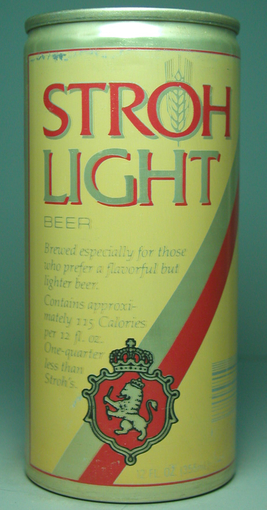 STROH
LIGHT
BEER
Brewed especially for those
who prefer a flavorful but
lighter beer.
Contains approxi-
mately 115 Calories
per 12 fl. oz.
One-quarter
less than
Stroh's.